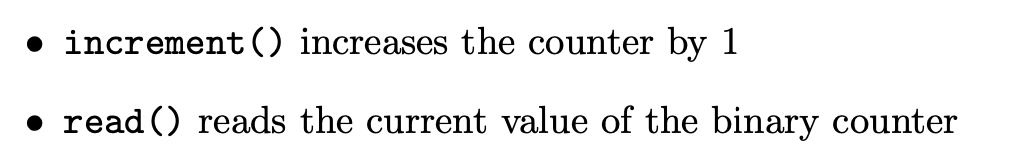 • increment() increases the counter by 1
• read() reads the current value of the binary counter